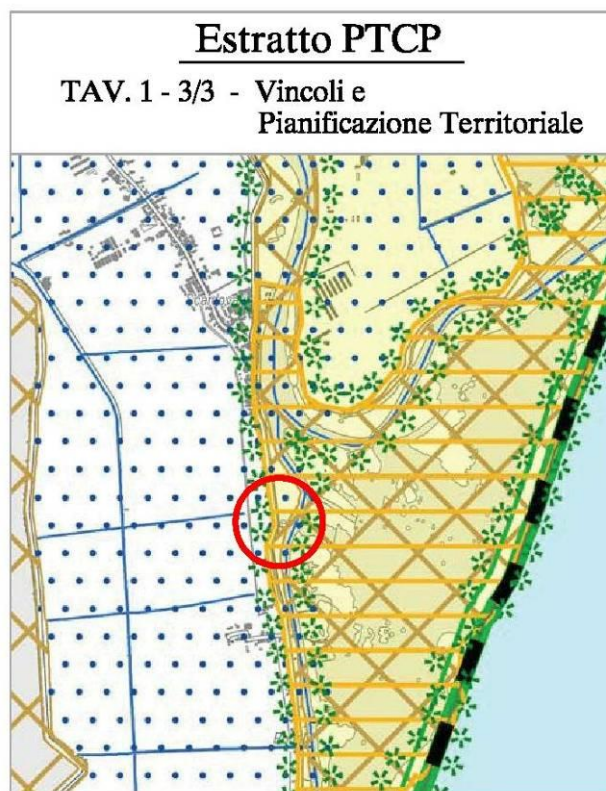 Estratto PTCP
TAV. 1 - 3/3 - Vincoli e
Pianificazione Territoriale